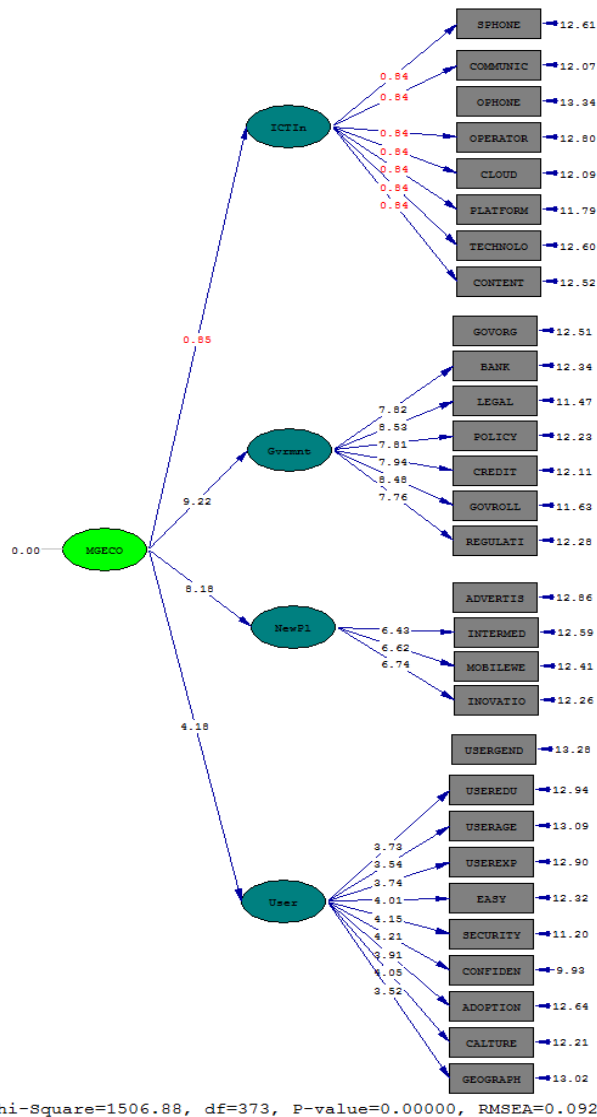 SPHONE 12.61
0.84 COMMUNIC 12.07
0.84
OPHONE 13.34
ICTIn
0.84 OPERATOR 12.80
0.84 CLOUD 12.09
0.84
0.84 PLATFORM 11.79
0.84 TECHNOLO 12.60
CONTENT 12.52
0.85
GOVORG 12.51
BANK 12.34
7.82 LEGAL 11.47
8.53
Gvrmnt 7.81 POLICY 12.23
7.94 CREDIT 12.11
8.48
7.76 GOVROLL 11.63
9.22
REGULATI 12.28
0.00 MGECO
8.18
ADVERTIS 12.86
NewPl 6.43 INTERMED 12.59
6.62
6.74 MOBILEWE 12.41
INOVATIO 12.26
4.18
USERGEND 13.28
USEREDU 12.94
USERAGE 13.09
3.73
3.54 USEREXP 12.90
3.74
User 4.01 EASY 12.32
4.15
4.21 SECURITY 11.20
3.91 CONFIDEN 9.93
4.05
3.52 ADOPTION 12.64
CALTURE 12.21
GEOGRAPH 13.02
hi-Square=1506.88, df=373, P-value=0.00000, RMSEA=0.092